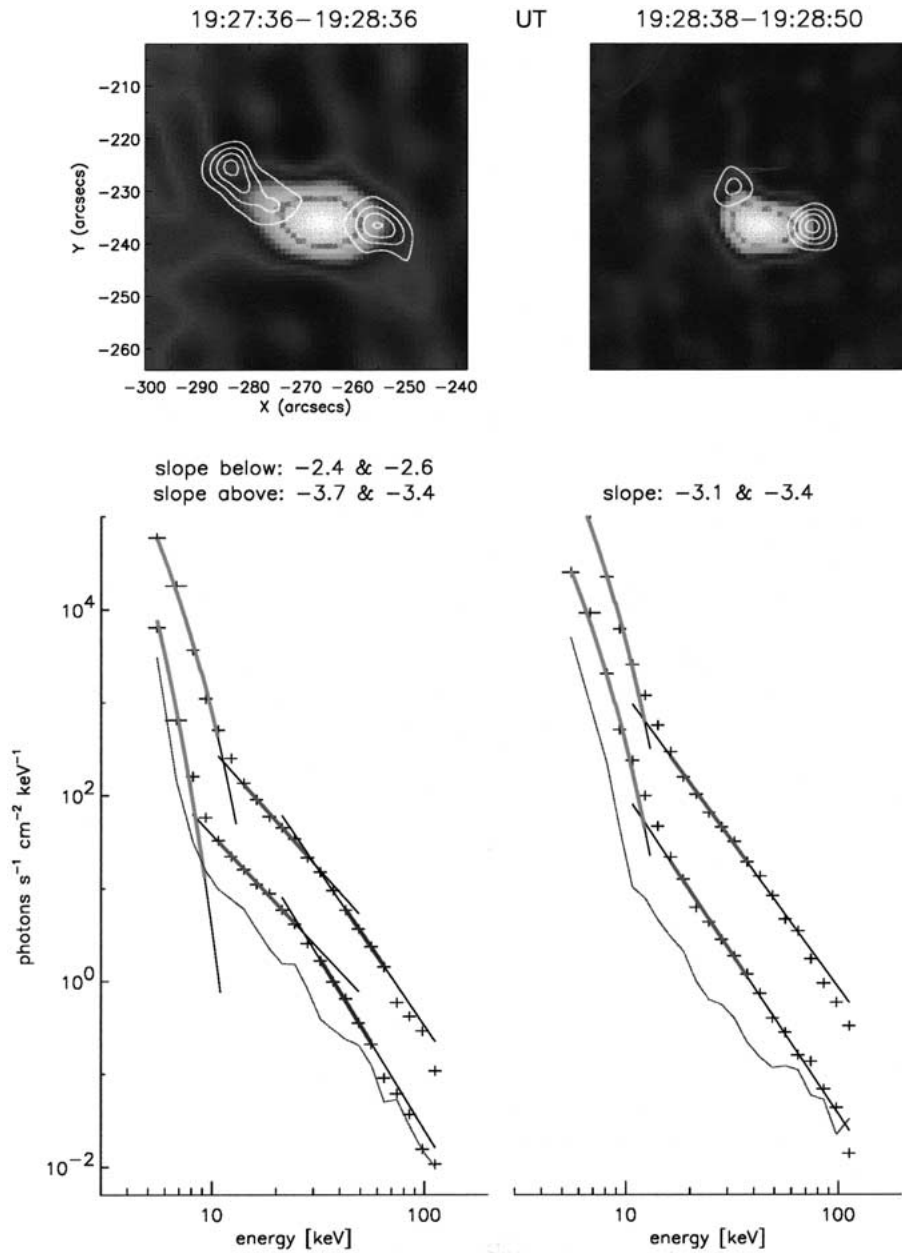 19:27:36−19:28:36 UT 19:28:38−19:28:50
−210
−220
−230
−240
−250
−260
Y (arcsecs)
−300 −290 −280 −270 −260 −250 −240
X (arcsecs)
slope below: −2.4 & −2.6
slope above: −3.7 & −3.4
slope: −3.1 & −3.4
10⁴
10²
10⁰
10⁻²
photons s⁻¹ cm⁻² keV⁻¹
10 100
energy [keV]
10 100
energy [keV]